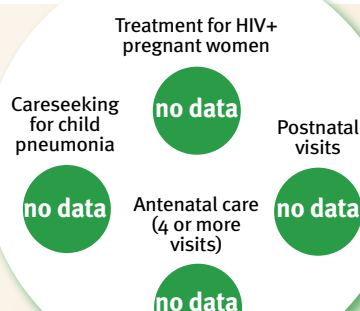 Treatment for HIV+
pregnant women
no data
Careseeking
for child
pneumonia
no data
Postnatal
visits
no data
Antenatal care
(4 or more
visits)
no data